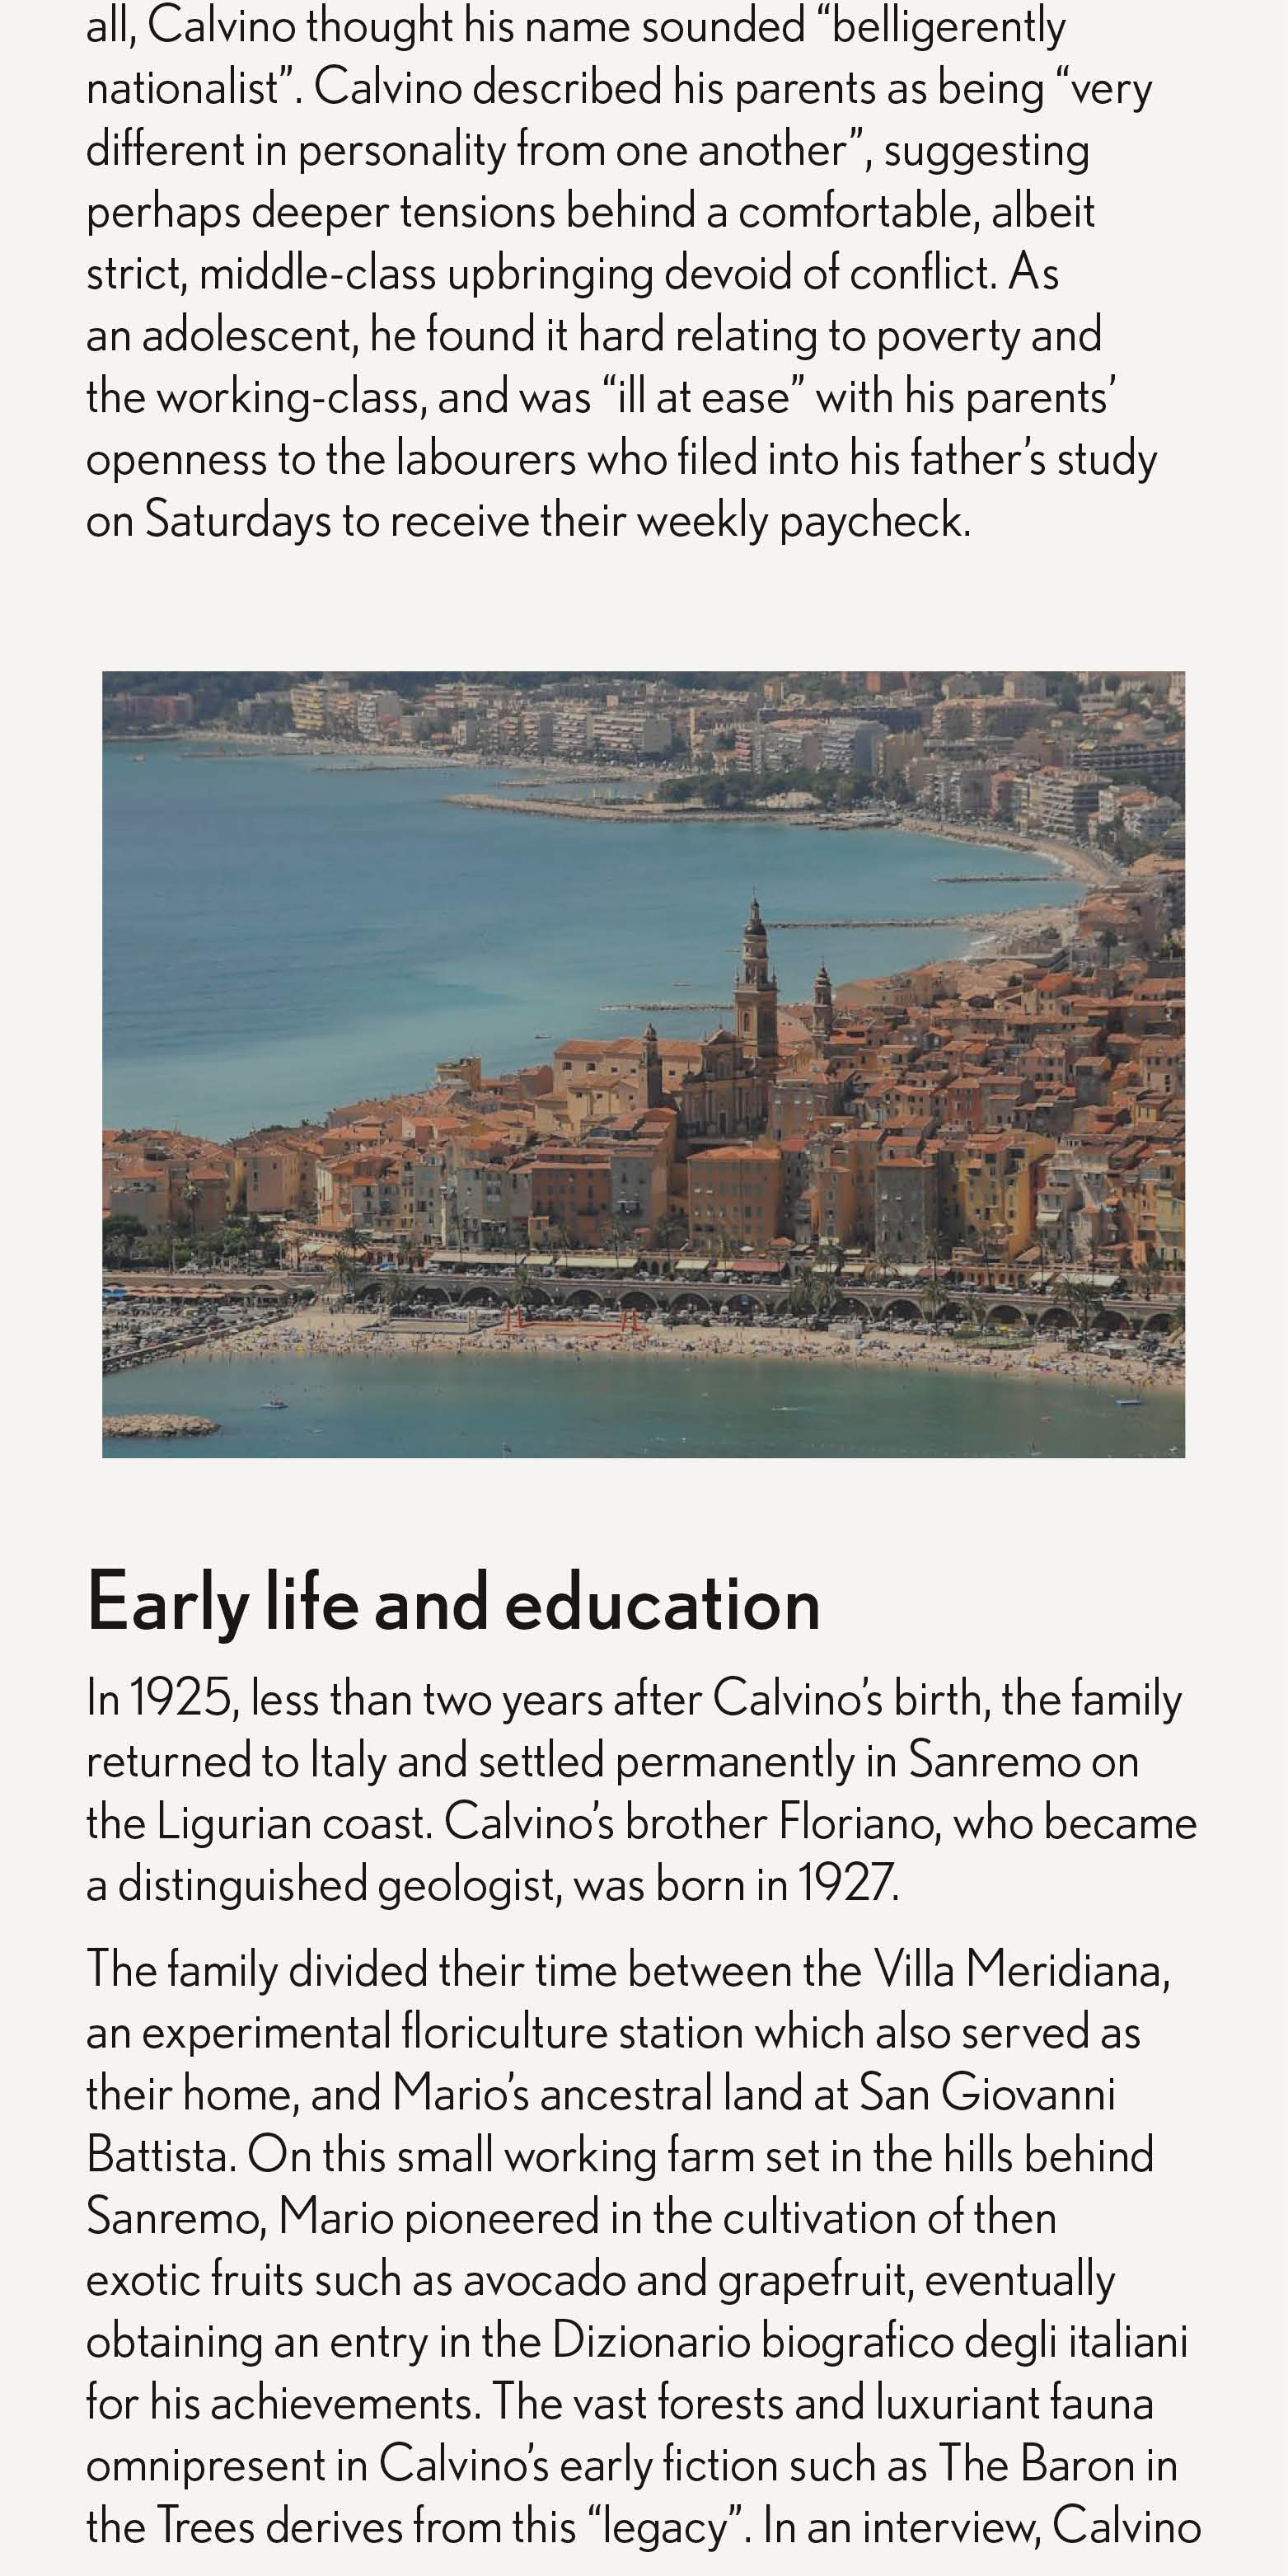 all, Calvino thought his name sounded “belligerently
nationalist”. Calvino described his parents as being “very
different in personality from one another”, suggesting
perhaps deeper tensions behind a comfortable, albeit
strict, middle-class upbringing devoid of conflict. As
an adolescent, he found it hard relating to poverty and
the working-class, and was “ill at ease” with his parents’
openness to the labourers who filed into his father’s study
on Saturdays to receive their weekly paycheck.
Early life and education
In 1925, less than two years after Calvino’s birth, the family
returned to Italy and settled permanently in Sanremo on
the Ligurian coast. Calvino’s brother Floriano, who became
a distinguished geologist, was born in 1927.
The family divided their time between the Villa Meridiana,
an experimental floriculture station which also served as
their home, and Mario’s ancestral land at San Giovanni
Battista. On this small working farm set in the hills behind
Sanremo, Mario pioneered in the cultivation of then
exotic fruits such as avocado and grapefruit, eventually
obtaining an entry in the Dizionario biografico degli italiani
for his achievements. The vast forests and luxuriant fauna
omnipresent in Calvino’s early fiction such as The Baron in
the Trees derives from this “legacy”. In an interview, Calvino